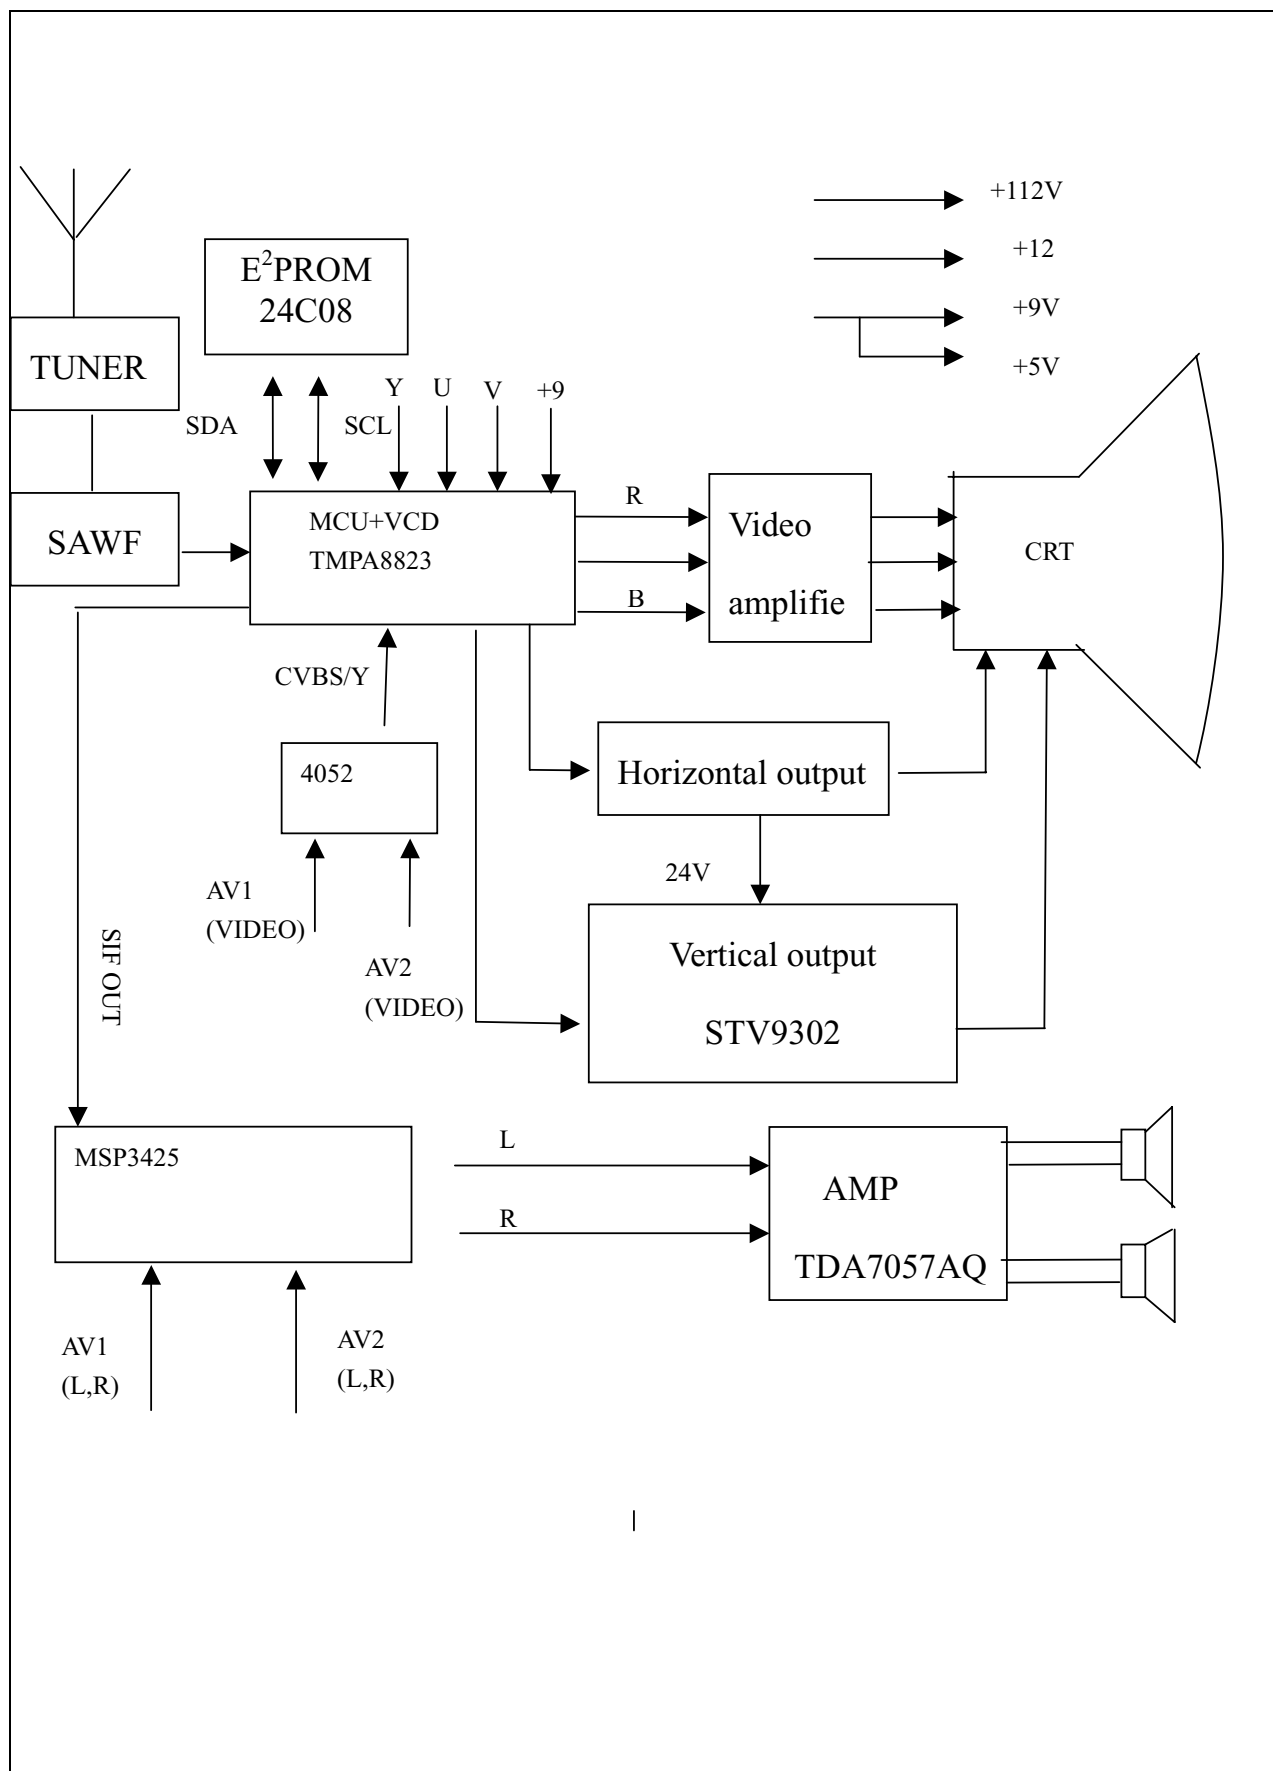 +112V
+12
+9V
+5V
E²PROM
24C08
TUNER
Y U V +9
SDA SCL
SAWF
MCU+VCD
TMPA8823
R
B
Video
amplifie
CRT
CVBS/Y
4052
Horizontal output
24V
AV1
(VIDEO)
AV2
(VIDEO)
SIF OUT
Vertical output
STV9302
MSP3425
L
R
AMP
TDA7057AQ
AV1
(L,R)
AV2
(L,R)